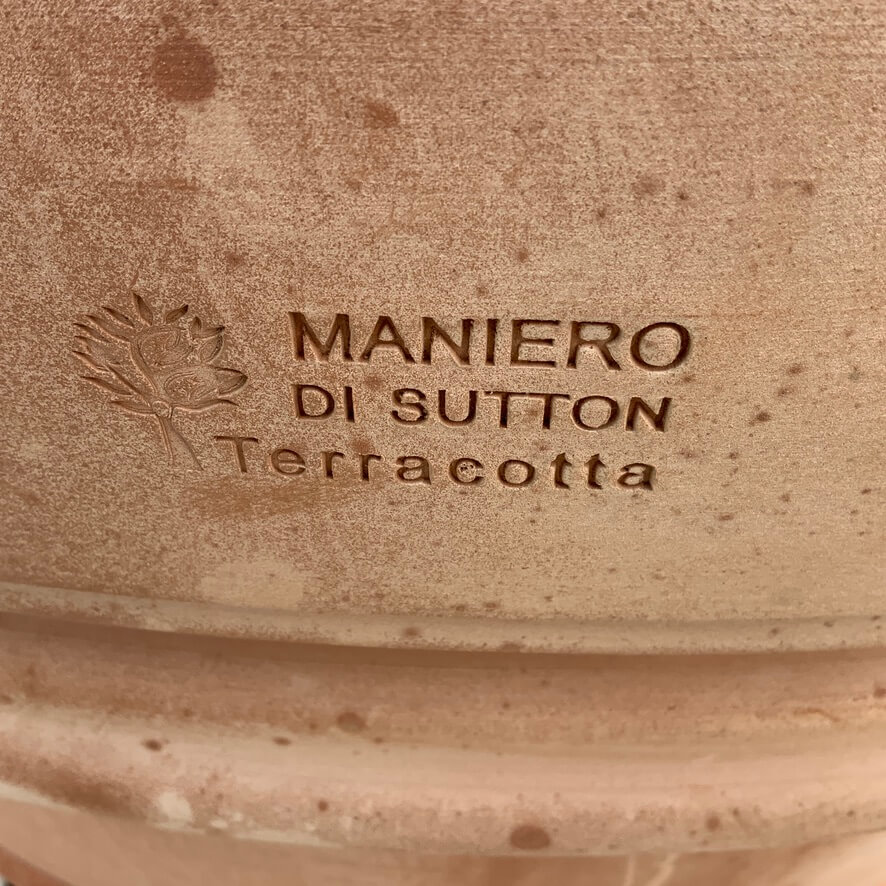 MANIERO
DI SUTTON
Terracotta